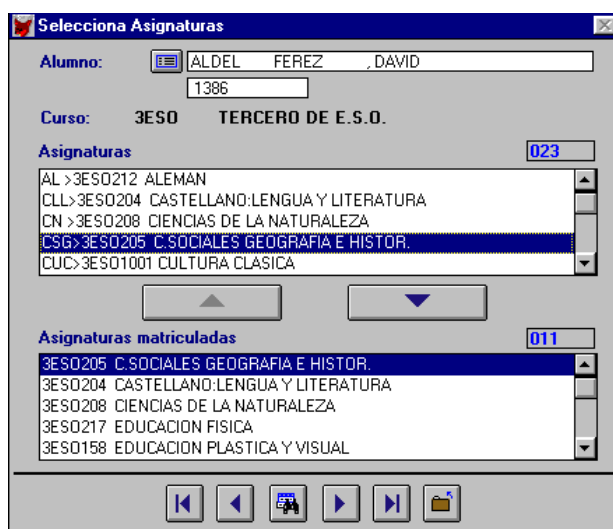 Selecciona Asignaturas
Alumno: ALDEL FEREZ , DAVID
1386
Curso: 3ESO TERCERO DE E.S.O.
Asignaturas 023
AL >3ESO212 ALEMAN
CLL>3ESO204 CASTELLANO:LENGUA Y LITERATURA
CN >3ESO208 CIENCIAS DE LA NATURALEZA
CSG>3ESO205 C.SOCIALES GEOGRAFIA E HISTOR.
CUC>3ESO1001 CULTURA CLASICA
Asignaturas matriculadas 011
3ESO205 C.SOCIALES GEOGRAFIA E HISTOR.
3ESO204 CASTELLANO:LENGUA Y LITERATURA
3ESO208 CIENCIAS DE LA NATURALEZA
3ESO217 EDUCACION FISICA
3ESO158 EDUCACION PLASTICA Y VISUAL